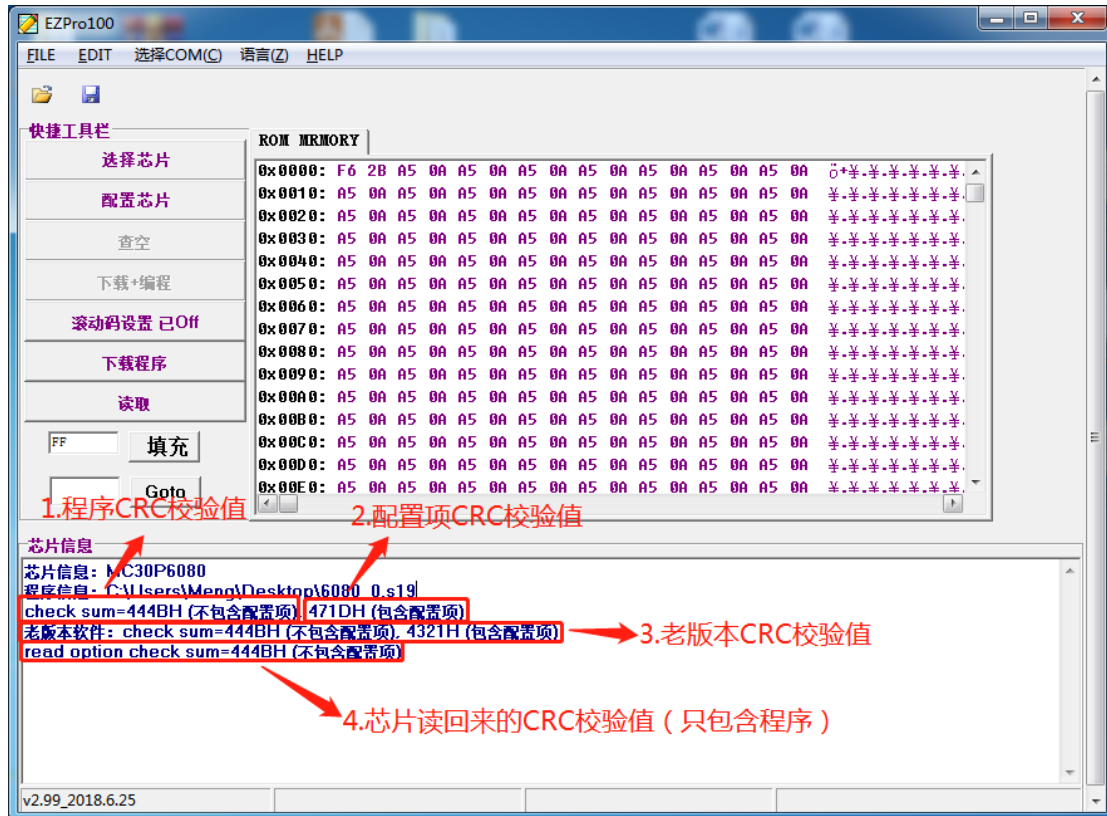 EZPro100
FILE EDIT 选择COM(C) 语言(Z) HELP
快捷工具栏
选择芯片
配置芯片
查空
下载+编程
滚动码设置 已Off
下载程序
读取
FF 填充
Goto
ROM MRMORY
0x0000: F6 2B A5 0A A5 0A A5 0A A5 0A A5 0A A5 0A A5 0A ö+¥.¥.¥.¥.¥.¥.
0x0010: A5 0A A5 0A A5 0A A5 0A A5 0A A5 0A A5 0A A5 0A ¥.¥.¥.¥.¥.¥.¥.
0x0020: A5 0A A5 0A A5 0A A5 0A A5 0A A5 0A A5 0A A5 0A ¥.¥.¥.¥.¥.¥.¥.
0x0030: A5 0A A5 0A A5 0A A5 0A A5 0A A5 0A A5 0A A5 0A ¥.¥.¥.¥.¥.¥.¥.
0x0040: A5 0A A5 0A A5 0A A5 0A A5 0A A5 0A A5 0A A5 0A ¥.¥.¥.¥.¥.¥.¥.
0x0050: A5 0A A5 0A A5 0A A5 0A A5 0A A5 0A A5 0A A5 0A ¥.¥.¥.¥.¥.¥.¥.
0x0060: A5 0A A5 0A A5 0A A5 0A A5 0A A5 0A A5 0A A5 0A ¥.¥.¥.¥.¥.¥.¥.
0x0070: A5 0A A5 0A A5 0A A5 0A A5 0A A5 0A A5 0A A5 0A ¥.¥.¥.¥.¥.¥.¥.
0x0080: A5 0A A5 0A A5 0A A5 0A A5 0A A5 0A A5 0A A5 0A ¥.¥.¥.¥.¥.¥.¥.
0x0090: A5 0A A5 0A A5 0A A5 0A A5 0A A5 0A A5 0A A5 0A ¥.¥.¥.¥.¥.¥.¥.
0x00A0: A5 0A A5 0A A5 0A A5 0A A5 0A A5 0A A5 0A A5 0A ¥.¥.¥.¥.¥.¥.¥.
0x00B0: A5 0A A5 0A A5 0A A5 0A A5 0A A5 0A A5 0A A5 0A ¥.¥.¥.¥.¥.¥.¥.
0x00C0: A5 0A A5 0A A5 0A A5 0A A5 0A A5 0A A5 0A A5 0A ¥.¥.¥.¥.¥.¥.¥.
0x00D0: A5 0A A5 0A A5 0A A5 0A A5 0A A5 0A A5 0A A5 0A ¥.¥.¥.¥.¥.¥.¥.
0x00E0: A5 0A A5 0A A5 0A A5 0A A5 0A A5 0A A5 0A A5 0A ¥.¥.¥.¥.¥.¥.¥.
1.程序CRC校验值
2.配置项CRC校验值
芯片信息
芯片信息: MC30P6080
程序信息: C:\Users\Meng\Desktop\6080_0.s19
check sum=444BH (不包含配置项), 471DH (包含配置项)
老版本软件: check sum=444BH (不包含配置项), 4321H (包含配置项)
3.老版本CRC校验值
read option check sum=444BH (不包含配置项)
4.芯片读回来的CRC校验值（只包含程序）
v2.99_2018.6.25